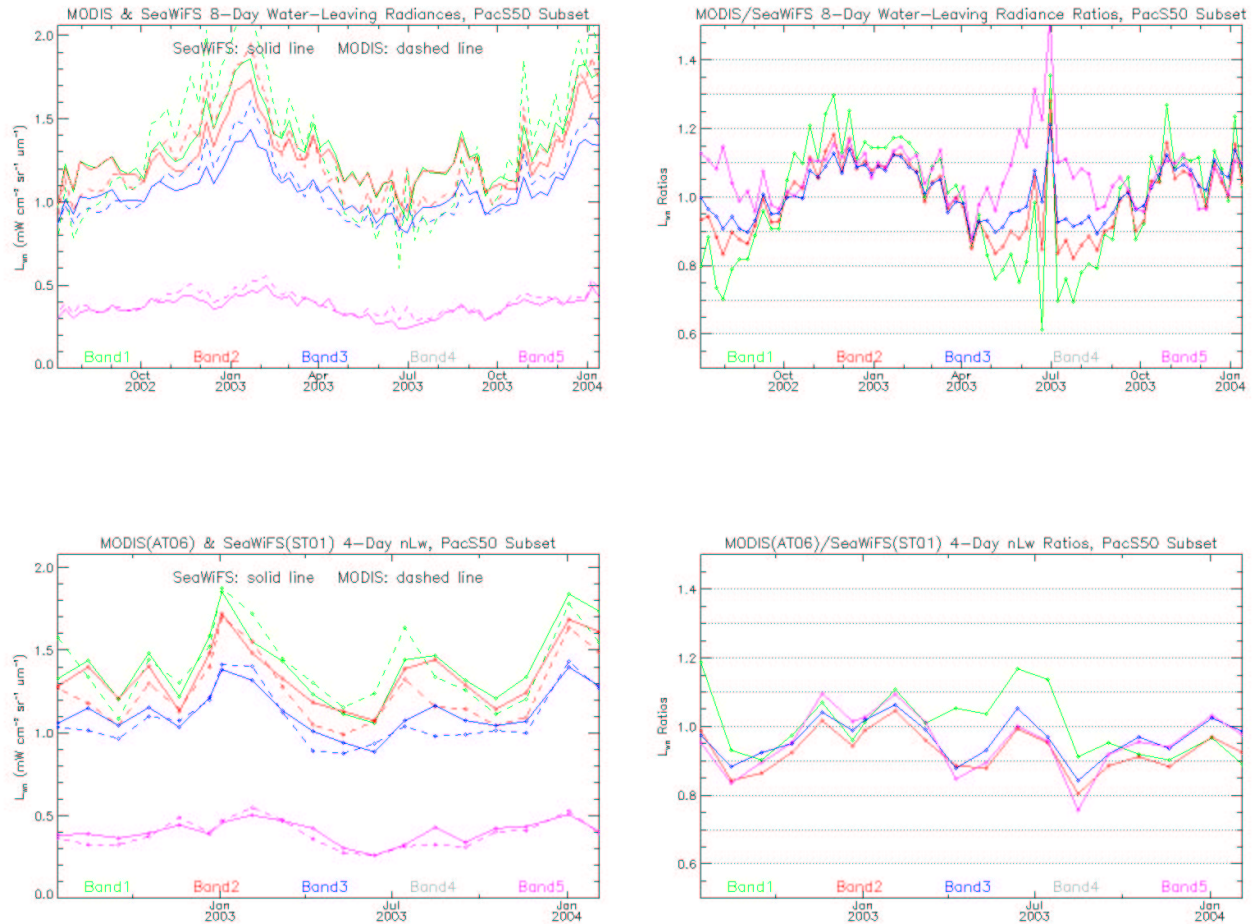 MODIS & SeaWiFS 8-Day Water-Leaving Radiances, PacS50 Subset
SeaWiFS: solid line MODIS: dashed line
2.0
1.5
1.0
0.5
0.0
Lwn (mW cm⁻² sr⁻¹ um⁻¹)
Band1 Band2 Band3 Band4 Band5
Oct Jan Apr Jul Oct Jan
2002 2003 2003 2003 2003 2004
MODIS/SeaWiFS 8-Day Water-Leaving Radiance Ratios, PacS50 Subset
1.4
1.2
1.0
0.8
0.6
Lwn Ratios
Band1 Band2 Band3 Band4 Band5
Oct Jan Apr Jul Oct Jan
2002 2003 2003 2003 2003 2004
MODIS(AT06) & SeaWiFS(ST01) 4-Day nLw, PacS50 Subset
SeaWiFS: solid line MODIS: dashed line
2.0
1.5
1.0
0.5
0.0
Lwn (mW cm⁻² sr⁻¹ um⁻¹)
Band1 Band2 Band3 Band4 Band5
Jan Jul Jan
2003 2003 2004
MODIS(AT06)/SeaWiFS(ST01) 4-Day nLw Ratios, PacS50 Subset
1.4
1.2
1.0
0.8
0.6
Lwn Ratios
Band1 Band2 Band3 Band4 Band5
Jan Jul Jan
2003 2003 2004